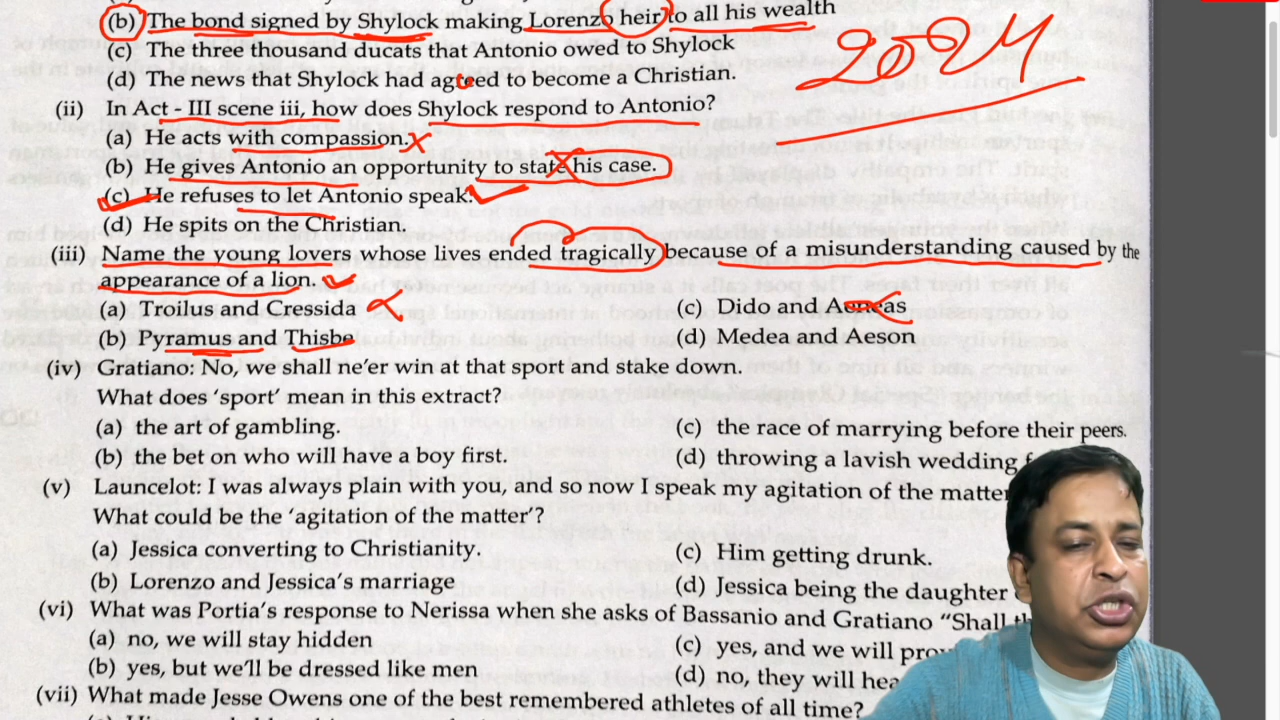 (b) The bond signed by Shylock making Lorenzo heir to all his wealth
(c) The three thousand ducats that Antonio owed to Shylock
(d) The news that Shylock had agreed to become a Christian.
(ii) In Act - III scene iii, how does Shylock respond to Antonio?
(a) He acts with compassion.
(b) He gives Antonio an opportunity to state his case.
(c) He refuses to let Antonio speak.
(d) He spits on the Christian.
(iii) Name the young lovers whose lives ended tragically because of a misunderstanding caused by the
appearance of a lion.
(a) Troilus and Cressida (c) Dido and Aeneas
(b) Pyramus and Thisbe (d) Medea and Aeson
(iv) Gratiano: No, we shall ne'er win at that sport and stake down.
What does 'sport' mean in this extract?
(a) the art of gambling. (c) the race of marrying before their peers.
(b) the bet on who will have a boy first. (d) throwing a lavish wedding
(v) Launcelot: I was always plain with you, and so now I speak my agitation of the matter
What could be the 'agitation of the matter'?
(a) Jessica converting to Christianity. (c) Him getting drunk.
(b) Lorenzo and Jessica's marriage (d) Jessica being the daughter
(vi) What was Portia's response to Nerissa when she asks of Bassanio and Gratiano "Shall
(a) no, we will stay hidden (c) yes, and we will
(b) yes, but we'll be dressed like men (d) no, they will
(vii) What made Jesse Owens one of the best remembered athletes of all time?